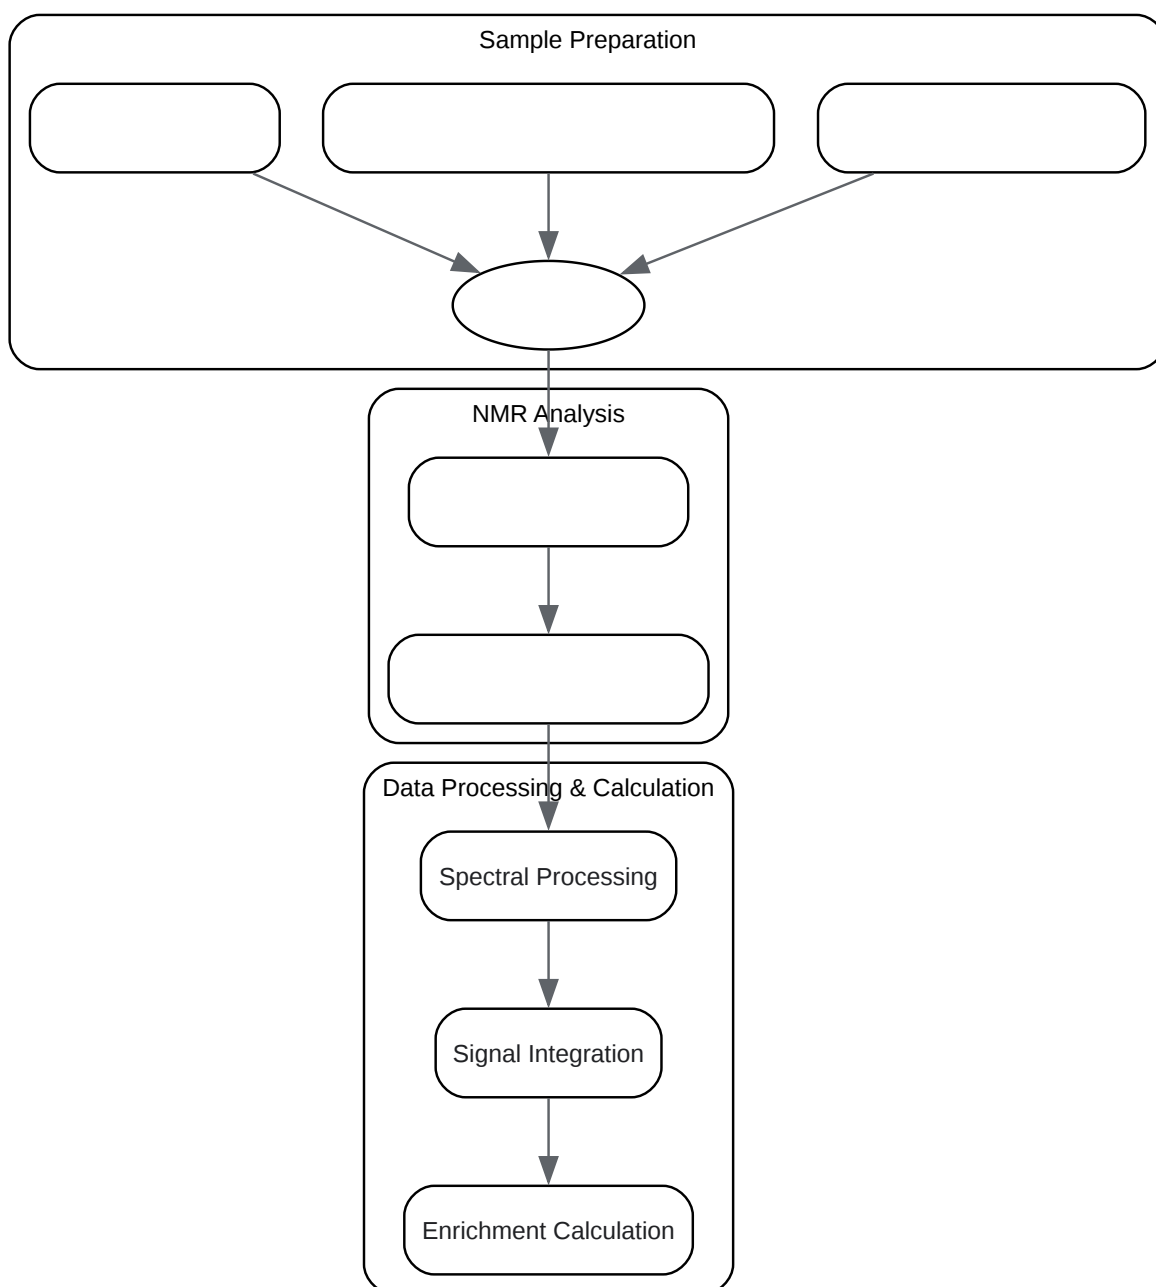 Sample Preparation
NMR Analysis
Data Processing & Calculation
Spectral Processing
Signal Integration
Enrichment Calculation